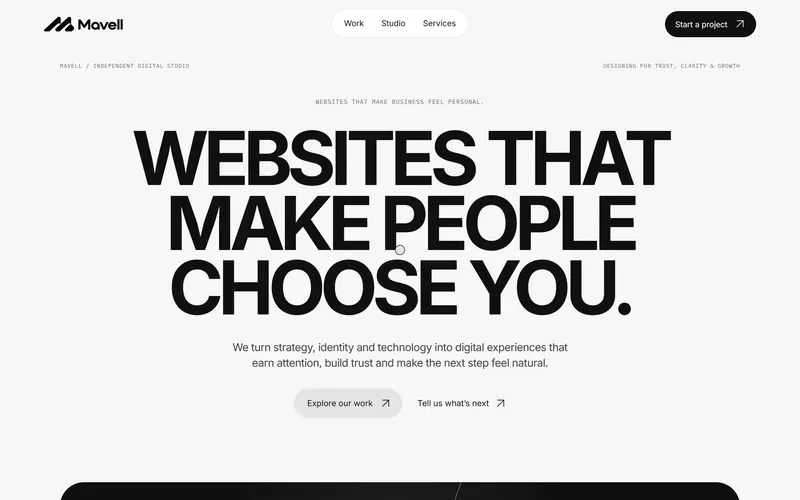 Mavell
Work
Studio
Services
Start a project
MAVELL / INDEPENDENT DIGITAL STUDIO
DESIGNING FOR TRUST, CLARITY & GROWTH
WEBSITES THAT MAKE BUSINESS FEEL PERSONAL.
WEBSITES THAT
MAKE PEOPLE
CHOOSE YOU.
We turn strategy, identity and technology into digital experiences that
earn attention, build trust and make the next step feel natural.
Explore our work
Tell us what's next